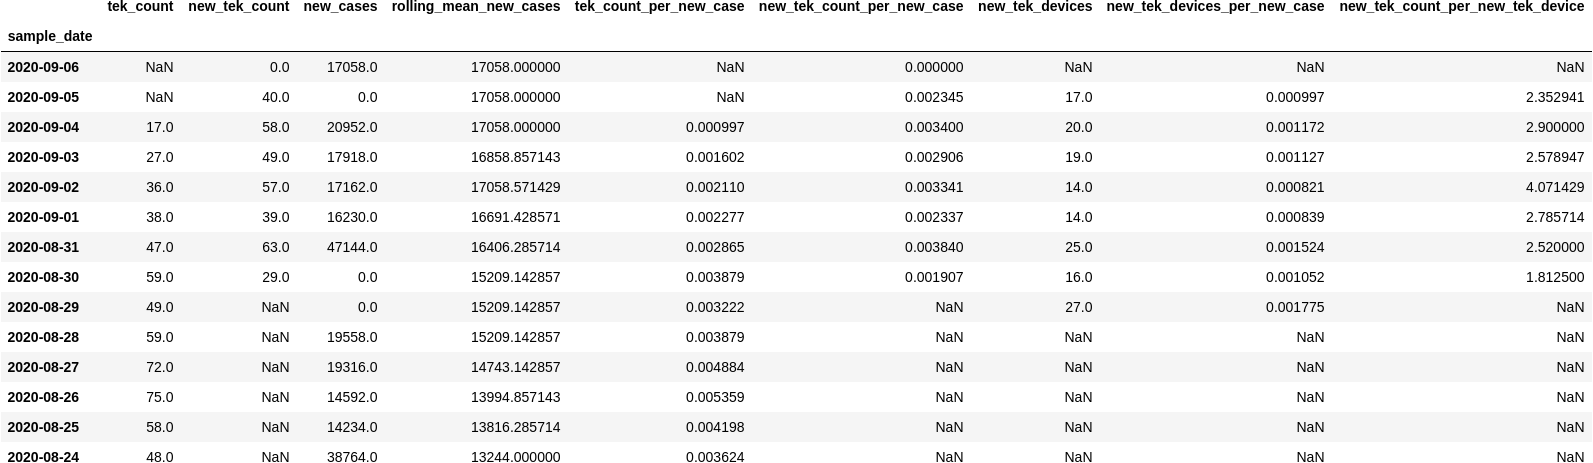 tek_count new_tek_count new_cases rolling_mean_new_cases tek_count_per_new_case new_tek_count_per_new_case new_tek_devices new_tek_devices_per_new_case new_tek_count_per_new_tek_device
sample_date
2020-09-06 NaN 0.0 17058.0 17058.000000 NaN 0.000000 NaN NaN NaN
2020-09-05 NaN 40.0 0.0 17058.000000 NaN 0.002345 17.0 0.000997 2.352941
2020-09-04 17.0 58.0 20952.0 17058.000000 0.000997 0.003400 20.0 0.001172 2.900000
2020-09-03 27.0 49.0 17918.0 16858.857143 0.001602 0.002906 19.0 0.001127 2.578947
2020-09-02 36.0 57.0 17162.0 17058.571429 0.002110 0.003341 14.0 0.000821 4.071429
2020-09-01 38.0 39.0 16230.0 16691.428571 0.002277 0.002337 14.0 0.000839 2.785714
2020-08-31 47.0 63.0 47144.0 16406.285714 0.002865 0.003840 25.0 0.001524 2.520000
2020-08-30 59.0 29.0 0.0 15209.142857 0.003879 0.001907 16.0 0.001052 1.812500
2020-08-29 49.0 NaN 0.0 15209.142857 0.003222 NaN 27.0 0.001775 NaN
2020-08-28 59.0 NaN 19558.0 15209.142857 0.003879 NaN NaN NaN NaN
2020-08-27 72.0 NaN 19316.0 14743.142857 0.004884 NaN NaN NaN NaN
2020-08-26 75.0 NaN 14592.0 13994.857143 0.005359 NaN NaN NaN NaN
2020-08-25 58.0 NaN 14234.0 13816.285714 0.004198 NaN NaN NaN NaN
2020-08-24 48.0 NaN 38764.0 13244.000000 0.003624 NaN NaN NaN NaN